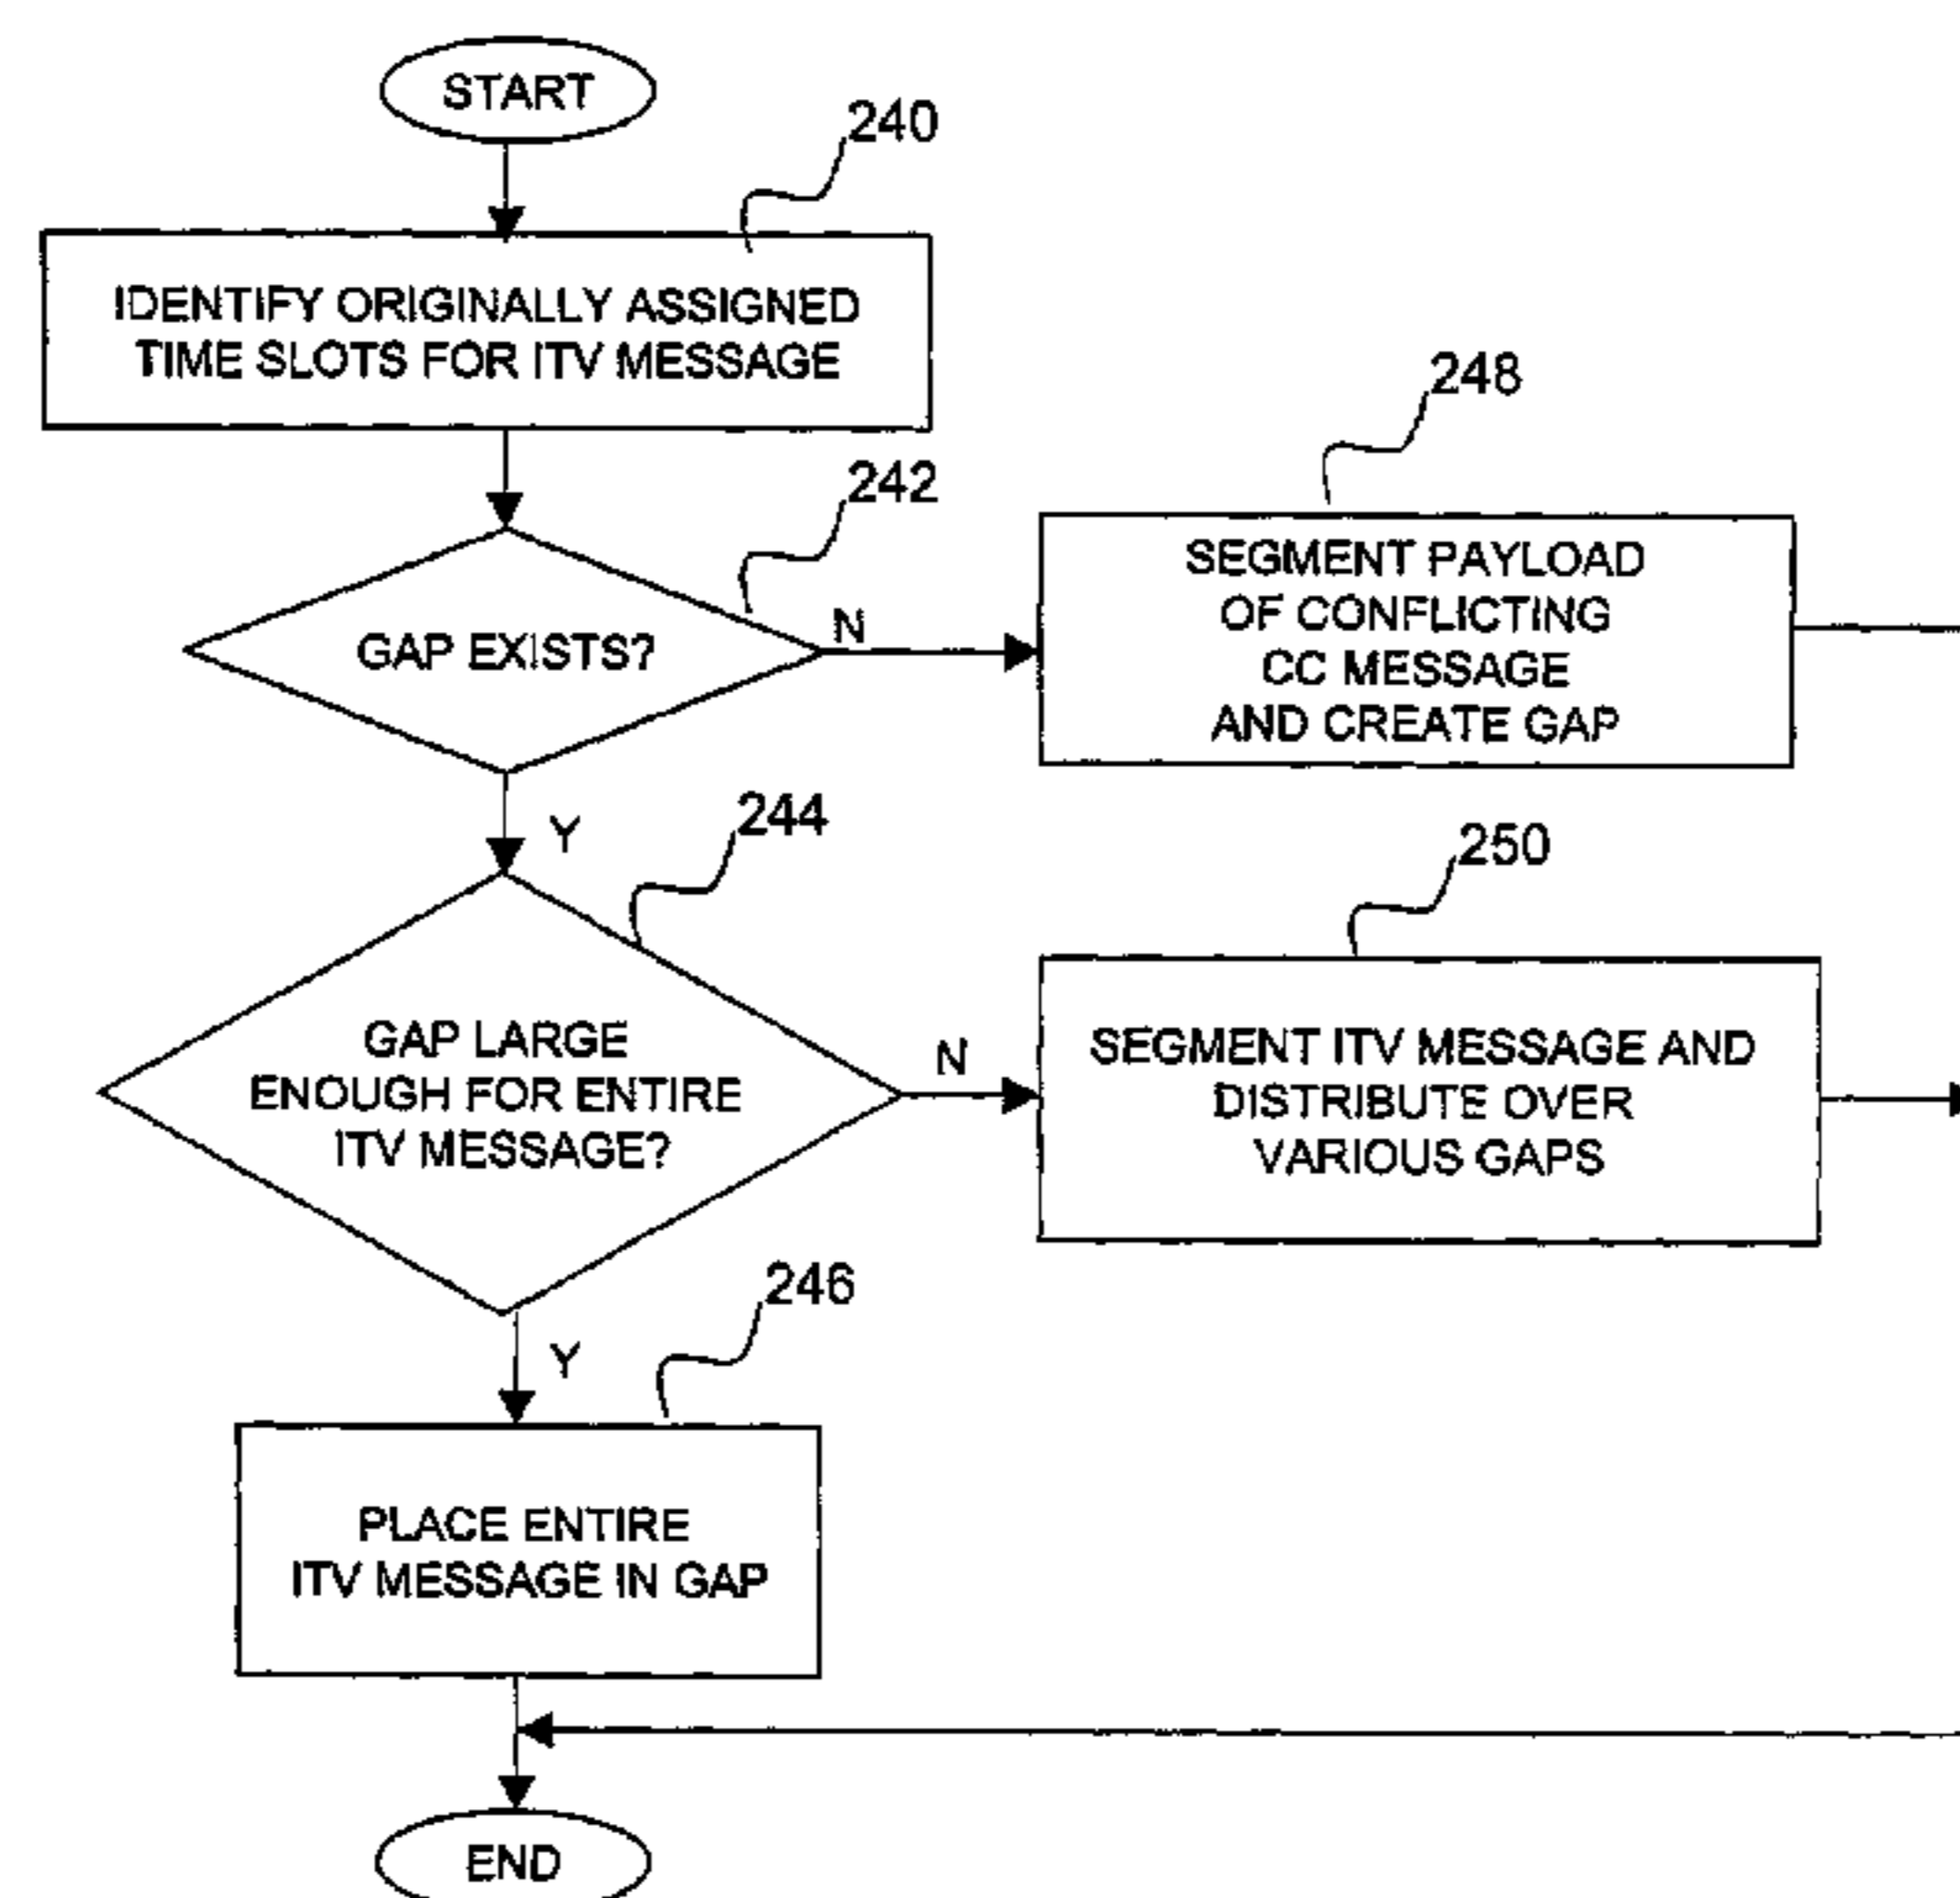 START
240
IDENTIFY ORIGINALLY ASSIGNED
TIME SLOTS FOR ITV MESSAGE
242
GAP EXISTS?
N
248
SEGMENT PAYLOAD
OF CONFLICTING
CC MESSAGE
AND CREATE GAP
Y
244
GAP LARGE
ENOUGH FOR ENTIRE
ITV MESSAGE?
N
250
SEGMENT ITV MESSAGE AND
DISTRIBUTE OVER
VARIOUS GAPS
Y
246
PLACE ENTIRE
ITV MESSAGE IN GAP
END